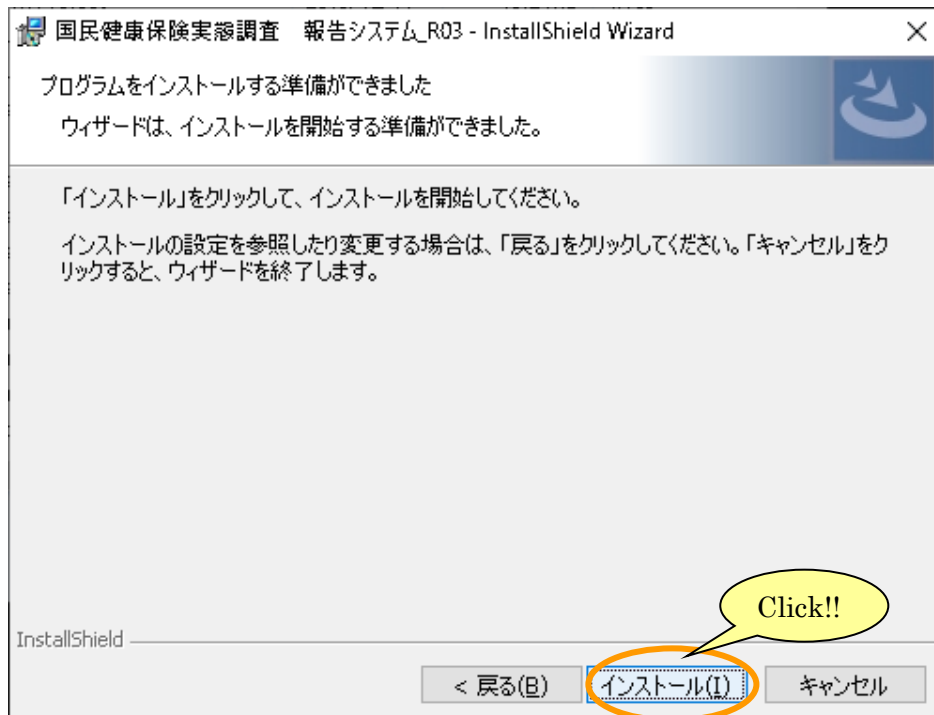 国民健康保険実態調査　報告システム_R03 - InstallShield Wizard
プログラムをインストールする準備ができました
ウィザードは、インストールを開始する準備ができました。
「インストール」をクリックして、インストールを開始してください。
インストールの設定を参照したり変更する場合は、「戻る」をクリックしてください。「キャンセル」をク
リックすると、ウィザードを終了します。
Click!!
InstallShield
< 戻る(B) インストール(I) キャンセル